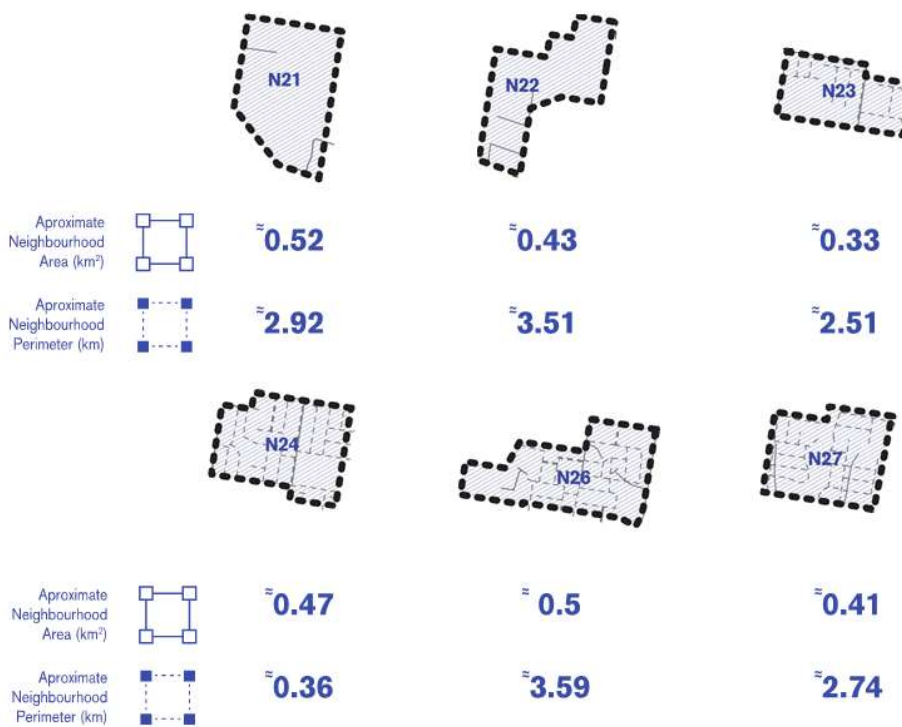 N21
N22
N23
Aproximate
Neighbourhood
Area (km²)
≈0.52
≈0.43
≈0.33
Aproximate
Neighbourhood
Perimeter (km)
≈2.92
≈3.51
≈2.51
N24
N26
N27
Aproximate
Neighbourhood
Area (km²)
≈0.47
≈0.5
≈0.41
Aproximate
Neighbourhood
Perimeter (km)
≈0.36
≈3.59
≈2.74